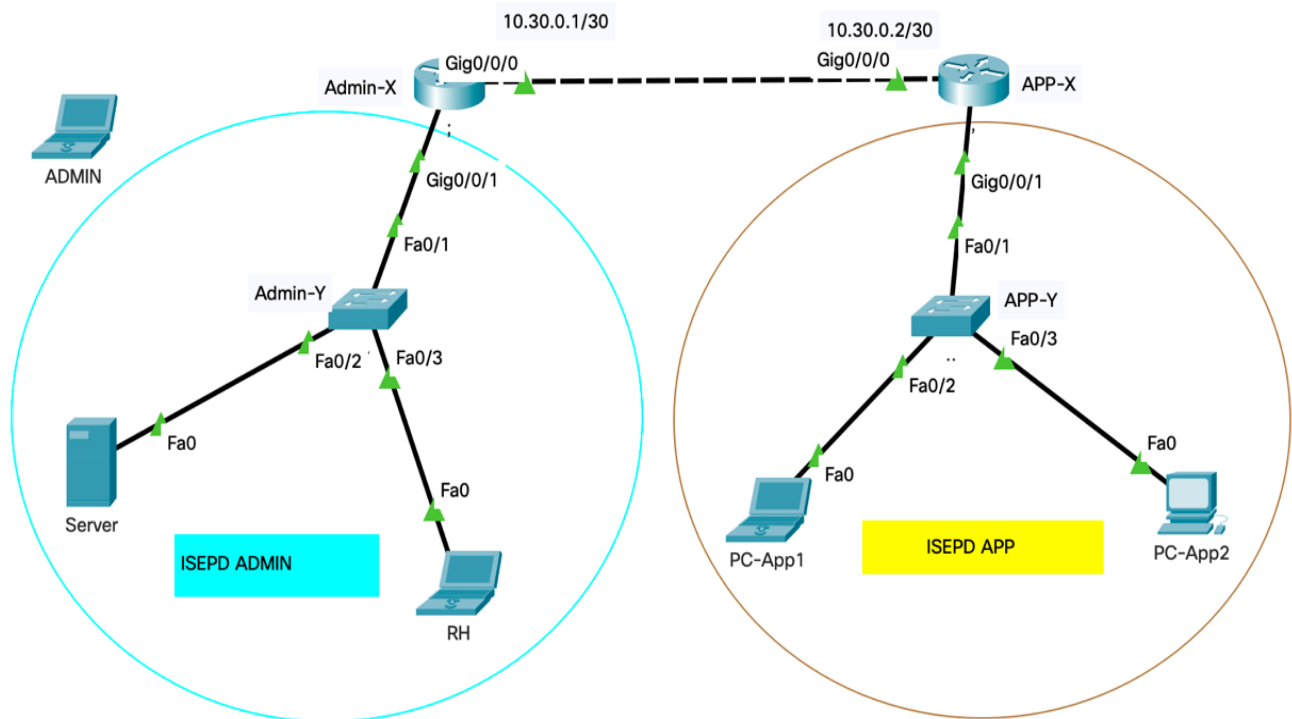 10.30.0.1/30
10.30.0.2/30
Gig0/0/0
Gig0/0/0
Admin-X
APP-X
;
,
ADMIN
Gig0/0/1
Gig0/0/1
Fa0/1
Fa0/1
Admin-Y
APP-Y
Fa0/2
Fa0/3
Fa0/3
..
Fa0/2
Fa0
Fa0
Fa0
Fa0
Server
ISEPD ADMIN
ISEPD APP
PC-App1
PC-App2
RH